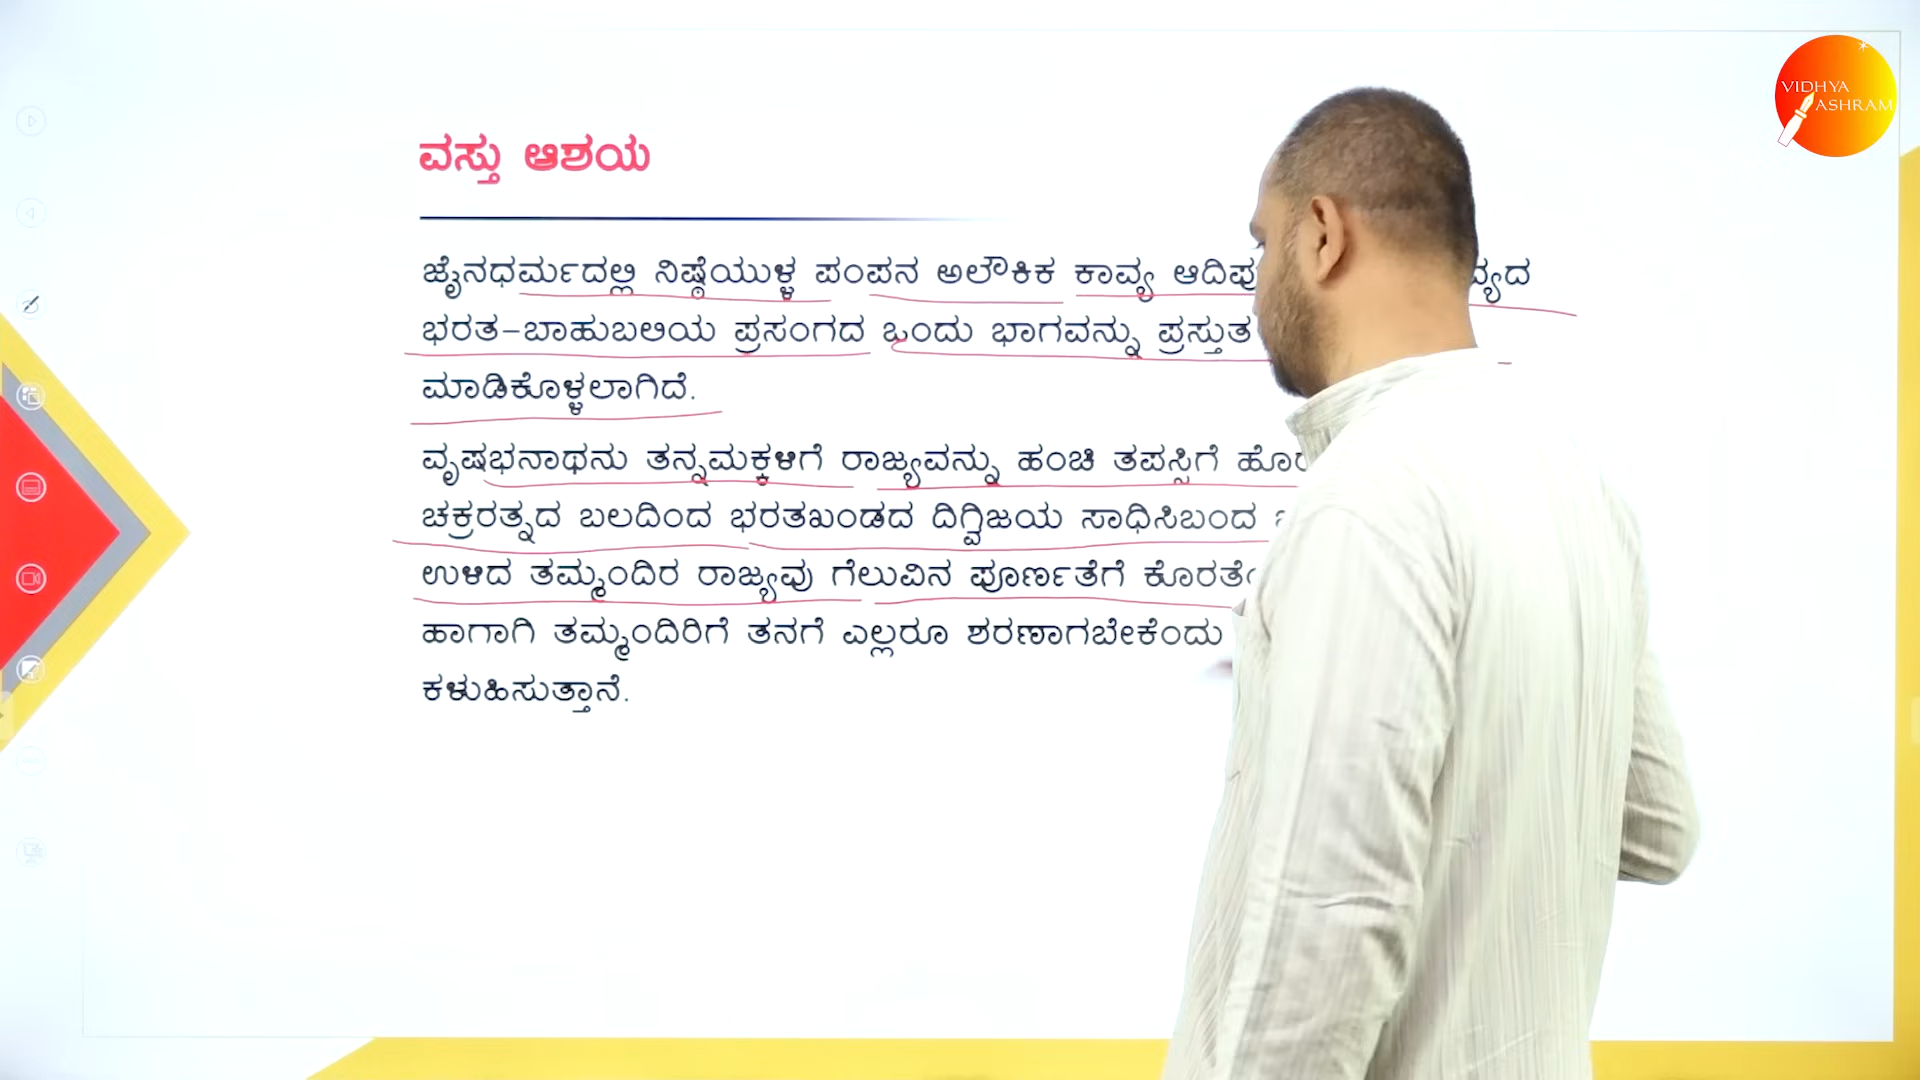 VIDHYA
ASHRAM
ವಸ್ತು ಆಶಯ
ಜೈನಧರ್ಮದಲ್ಲಿ ನಿಷ್ಠೆಯುಳ್ಳ ಪಂಪನ ಅಲೌಕಿಕ ಕಾವ್ಯ
ಭರತ-ಬಾಹುಬಲಿಯ ಪ್ರಸಂಗದ ಒಂದು ಭಾಗವನ್ನು ಪ್ರಸ್ತುತ
ಮಾಡಿಕೊಳ್ಳಲಾಗಿದೆ.
ವೃಷಭನಾಥನು ತನ್ನಮಕ್ಕಳಿಗೆ ರಾಜ್ಯವನ್ನು ಹಂಚಿ ತಪಸ್ಸಿಗೆ
ಚಕ್ರರತ್ನದ ಬಲದಿಂದ ಭರತಖಂಡದ ದಿಗ್ವಿಜಯ ಸಾಧಿಸಿಬಂದ
ಉಳಿದ ತಮ್ಮಂದಿರ ರಾಜ್ಯವು ಗೆಲುವಿನ ಪೂರ್ಣತೆಗೆ
ಹಾಗಾಗಿ ತಮ್ಮಂದಿರಿಗೆ ತನಗೆ ಎಲ್ಲರೂ ಶರಣಾಗಬೇಕೆಂದು
ಕಳುಹಿಸುತ್ತಾನೆ.